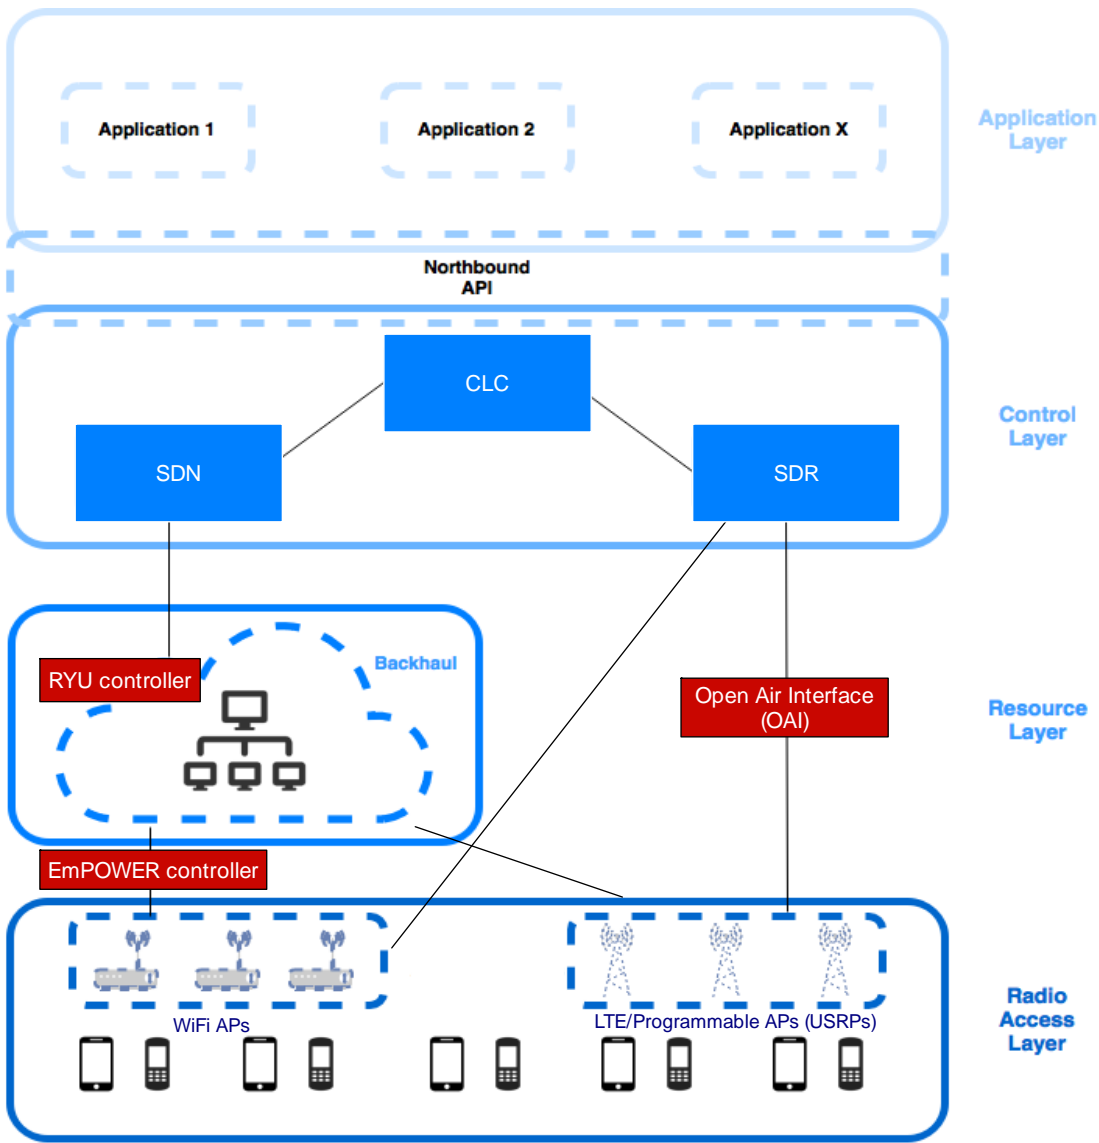 Application 1
Application 2
Application X
Application
Layer
Northbound
API
CLC
SDN
SDR
Control
Layer
Backhaul
RYU controller
Open Air Interface
(OAI)
Resource
Layer
EmPOWER controller
WiFi APs
LTE/Programmable APs (USRPs)
Radio
Access
Layer